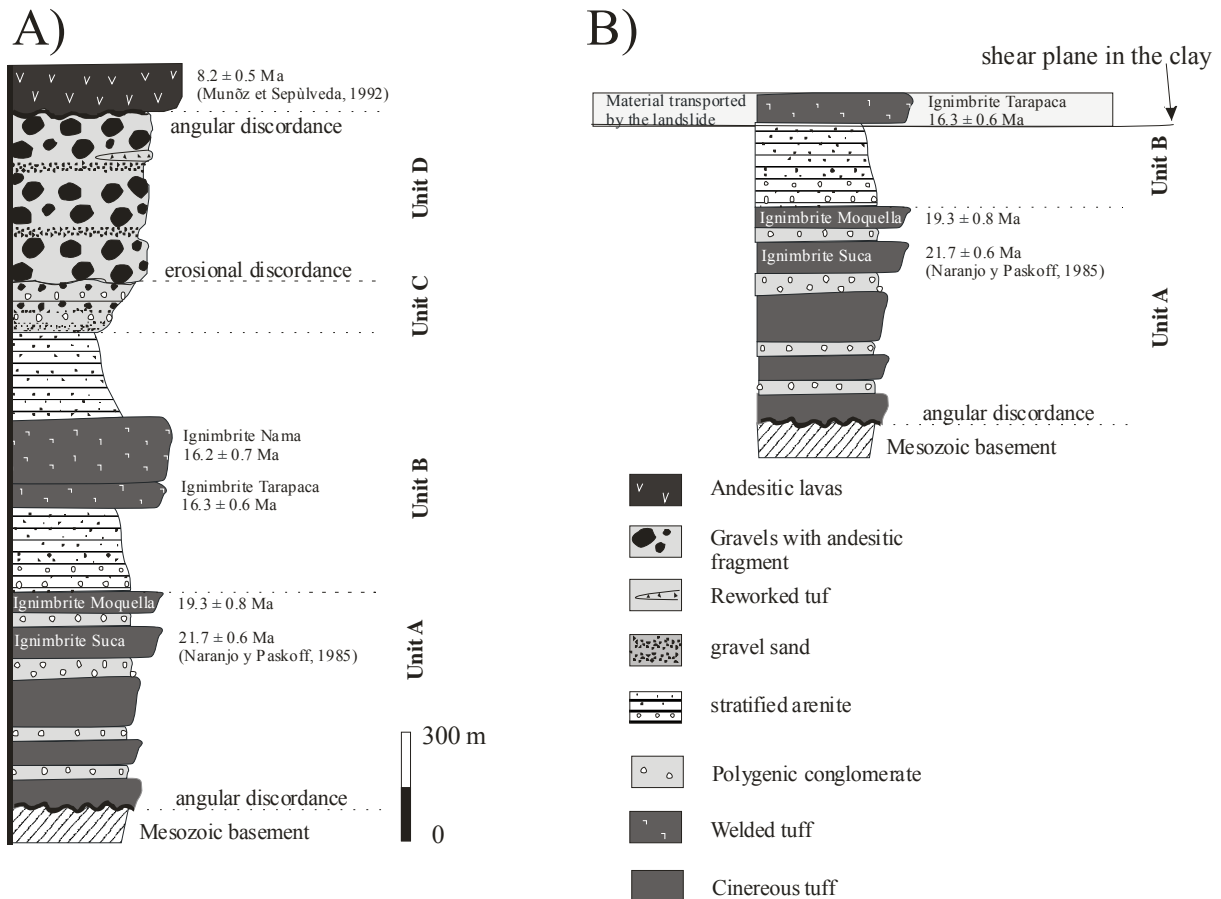 A)
8.2 ± 0.5 Ma
(Munõz et Sepùlveda, 1992)
angular discordance
Unit D
erosional discordance
Unit C
Ignimbrite Nama
16.2 ± 0.7 Ma
Ignimbrite Tarapaca
16.3 ± 0.6 Ma
Unit B
Ignimbrite Moquella
19.3 ± 0.8 Ma
Ignimbrite Suca
21.7 ± 0.6 Ma
(Naranjo y Paskoff, 1985)
Unit A
300 m
0
angular discordance
Mesozoic basement
B)
shear plane in the clay
Material transported
by the landslide
Ignimbrite Tarapaca
16.3 ± 0.6 Ma
Unit B
Ignimbrite Moquella
19.3 ± 0.8 Ma
Ignimbrite Suca
21.7 ± 0.6 Ma
(Naranjo y Paskoff, 1985)
Unit A
angular discordance
Mesozoic basement
Andesitic lavas
Gravels with andesitic
fragment
Reworked tuf
gravel sand
stratified arenite
Polygenic conglomerate
Welded tuff
Cinereous tuff